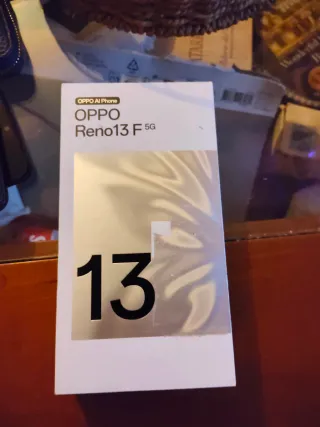 OPPO AI Phone
OPPO
Reno13 F 5G
13